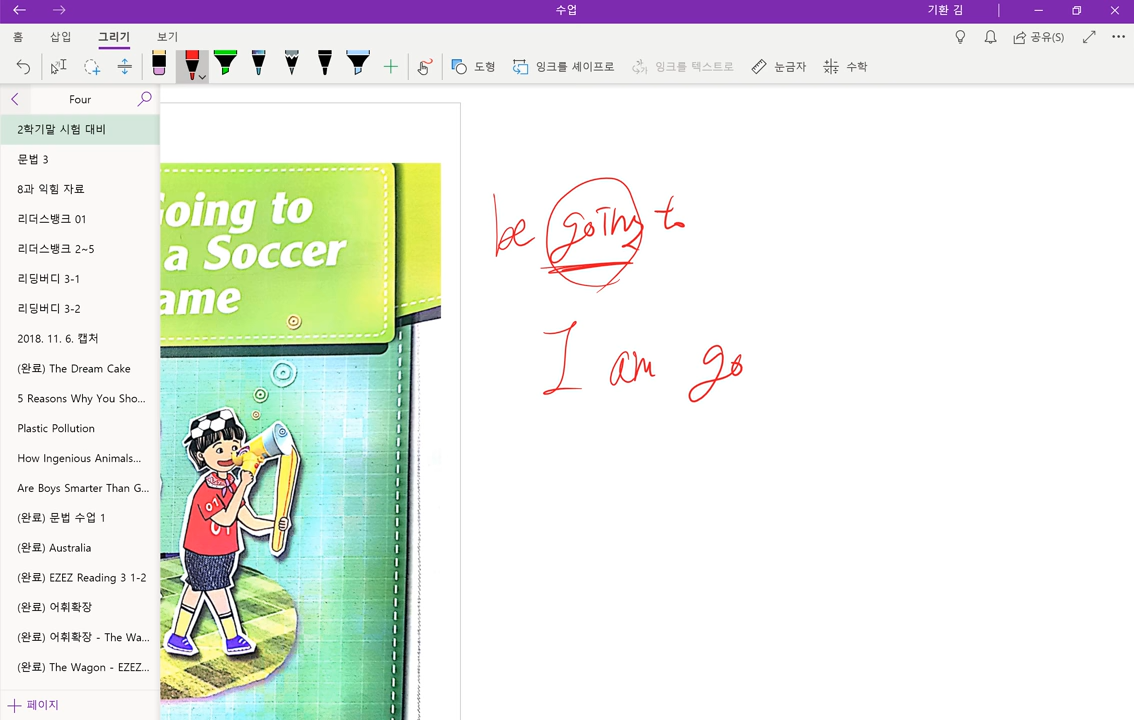 수업
기환 김
홈 삽입 그리기 보기
공유(S)
도형 잉크를 셰이프로 잉크를 텍스트로 눈금자 수학
Four
2학기말 시험 대비
문법 3
8과 익힘 자료
리더스뱅크 01
리더스뱅크 2~5
리딩버디 3-1
리딩버디 3-2
2018. 11. 6. 캡처
(완료) The Dream Cake
5 Reasons Why You Sho...
Plastic Pollution
How Ingenious Animals...
Are Boys Smarter Than G...
(완료) 문법 수업 1
(완료) Australia
(완료) EZEZ Reading 3 1-2
(완료) 어휘확장
(완료) 어휘확장 - The Wa...
(완료) The Wagon - EZEZ...
페이지
oing to
a Soccer
ame
01
01
be going to
I am go